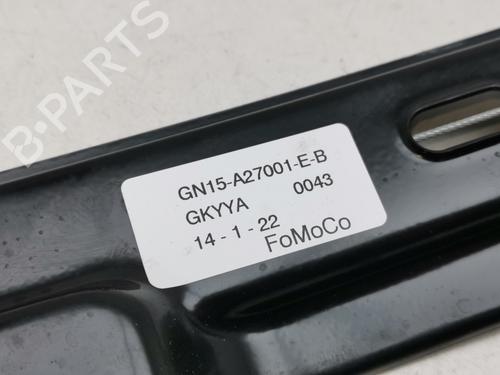 B-PARTS
GN15-A27001-E-B
GKYYA 0043
14 - 1 - 22
FoMoCo